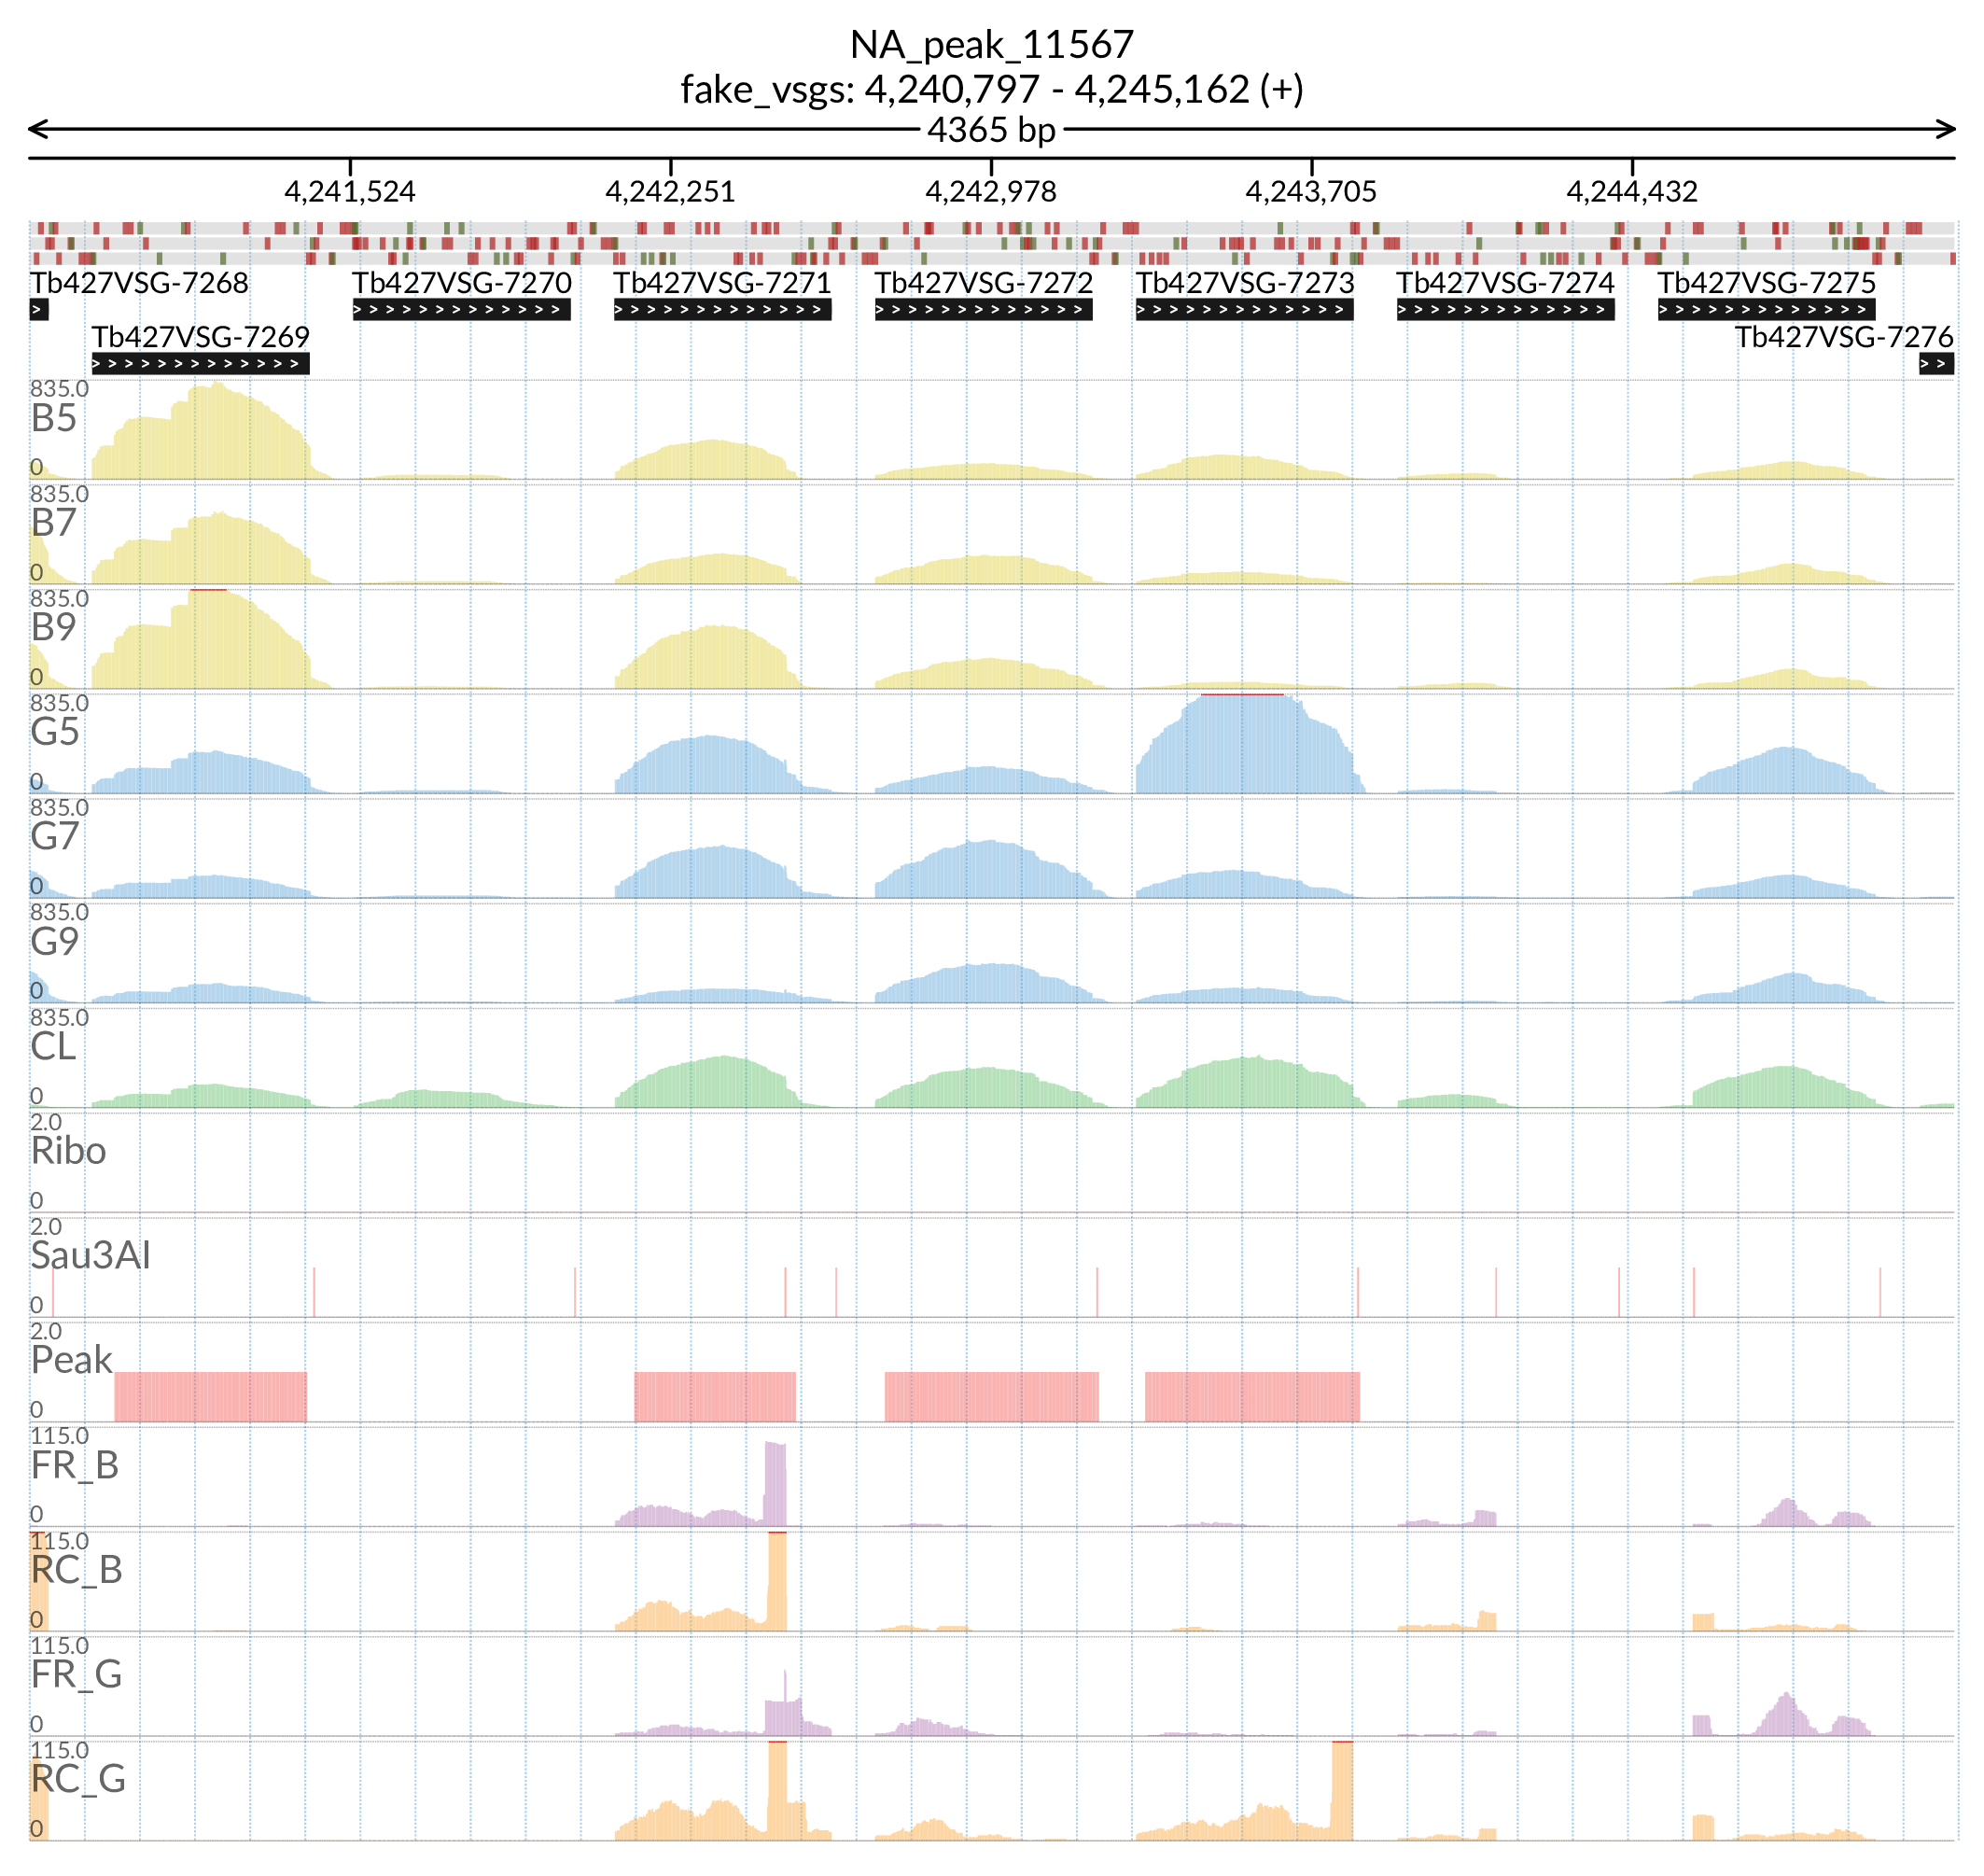 NA_peak_11567
fake_vsgs: 4,240,797 - 4,245,162 (+)
4365 bp
4,241,524 4,242,251 4,242,978 4,243,705 4,244,432
Tb427VSG-7268 Tb427VSG-7270 Tb427VSG-7271 Tb427VSG-7272 Tb427VSG-7273 Tb427VSG-7274 Tb427VSG-7275
Tb427VSG-7269 Tb427VSG-7276
835.0
B5
0
835.0
B7
0
835.0
B9
0
835.0
G5
0
835.0
G7
0
835.0
G9
0
835.0
CL
0
2.0
Ribo
0
2.0
Sau3AI
0
2.0
Peak
0
115.0
FR_B
0
115.0
RC_B
0
115.0
FR_G
0
115.0
RC_G
0